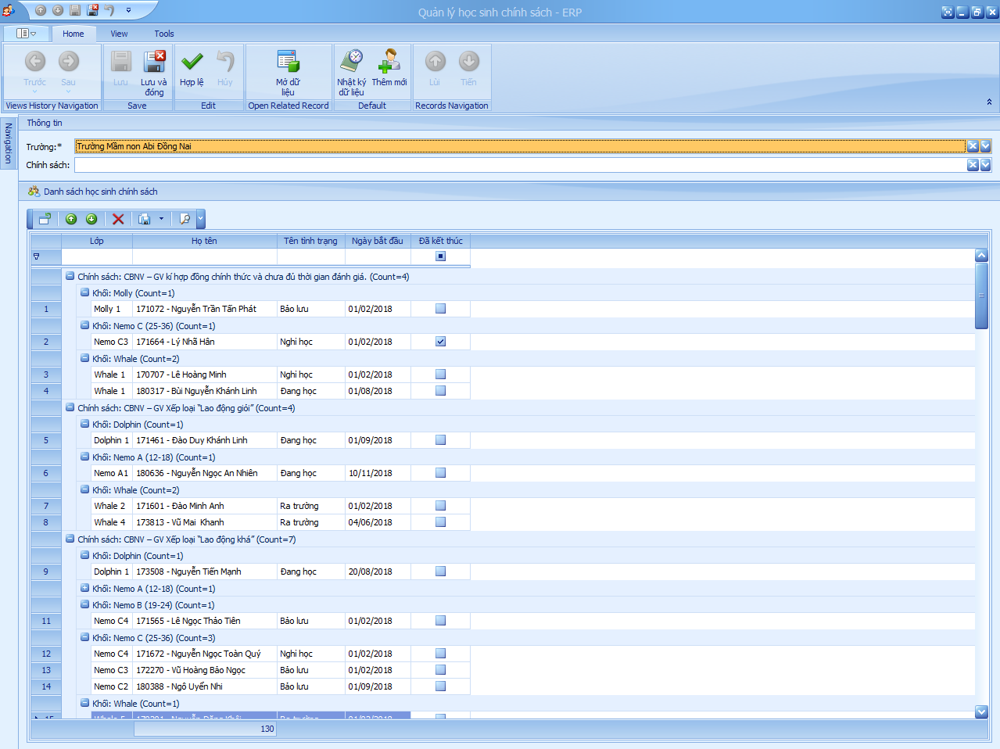 Quản lý học sinh chính sách - ERP
Home View Tools
Trước Sau Lưu Lưu và đóng Hợp lệ Hủy Mở dữ liệu Nhật ký dữ liệu Thêm mới Lùi Tiến
Views History Navigation Save Edit Open Related Record Default Records Navigation
Navigation
Thông tin
Trường:* Trường Mầm non Abi Đồng Nai
Chính sách:
Danh sách học sinh chính sách
Lớp Họ tên Tên tình trạng Ngày bắt đầu Đã kết thúc
Chính sách: CBNV – GV kí hợp đồng chính thức và chưa đủ thời gian đánh giá. (Count=4)
Khối: Molly (Count=1)
1 Molly 1 171072 - Nguyễn Trần Tấn Phát Bảo lưu 01/02/2018
Khối: Nemo C (25-36) (Count=1)
2 Nemo C3 171664 - Lý Nhã Hân Nghỉ học 01/02/2018
Khối: Whale (Count=2)
3 Whale 1 170707 - Lê Hoàng Minh Nghỉ học 01/02/2018
4 Whale 1 180317 - Bùi Nguyễn Khánh Linh Đang học 01/08/2018
Chính sách: CBNV – GV Xếp loại “Lao động giỏi” (Count=4)
Khối: Dolphin (Count=1)
5 Dolphin 1 171461 - Đào Duy Khánh Linh Đang học 01/09/2018
Khối: Nemo A (12-18) (Count=1)
6 Nemo A1 180636 - Nguyễn Ngọc An Nhiên Đang học 10/11/2018
Khối: Whale (Count=2)
7 Whale 2 171601 - Đào Minh Anh Ra trường 01/02/2018
8 Whale 4 173813 - Vũ Mai Khanh Ra trường 04/06/2018
Chính sách: CBNV – GV Xếp loại “Lao động khá” (Count=7)
Khối: Dolphin (Count=1)
9 Dolphin 1 173508 - Nguyễn Tiến Mạnh Đang học 20/08/2018
Khối: Nemo A (12-18) (Count=1)
Khối: Nemo B (19-24) (Count=1)
11 Nemo C4 171565 - Lê Ngọc Thảo Tiên Bảo lưu 01/02/2018
Khối: Nemo C (25-36) (Count=3)
12 Nemo C4 171672 - Nguyễn Ngọc Toàn Quý Nghỉ học 01/02/2018
13 Nemo C3 172270 - Vũ Hoàng Bảo Ngọc Bảo lưu 01/02/2018
14 Nemo C2 180388 - Ngô Uyển Nhi Bảo lưu 01/09/2018
Khối: Whale (Count=1)
130